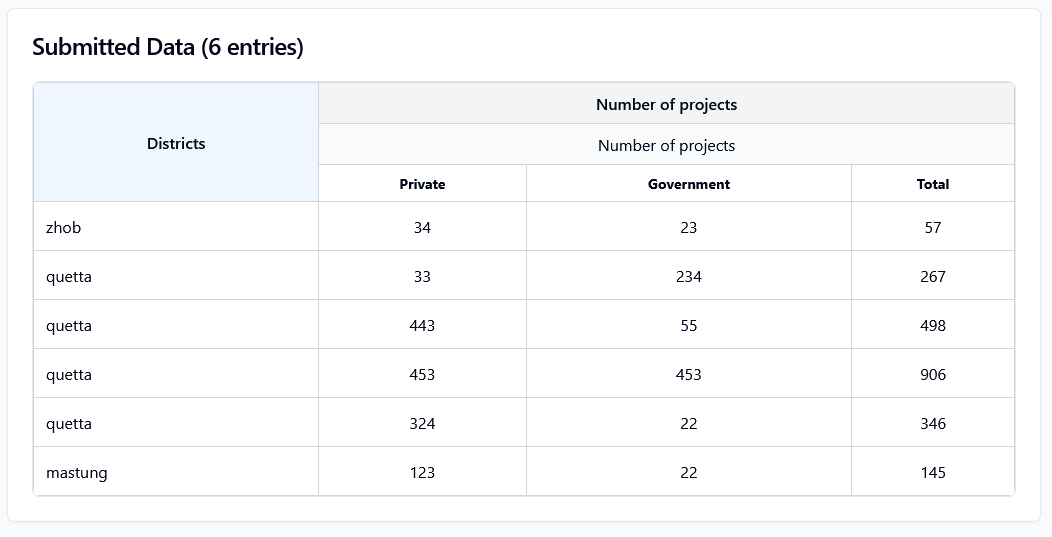 Submitted Data (6 entries)
Number of projects
Districts
Number of projects
Private Government Total
zhob 34 23 57
quetta 33 234 267
quetta 443 55 498
quetta 453 453 906
quetta 324 22 346
mastung 123 22 145